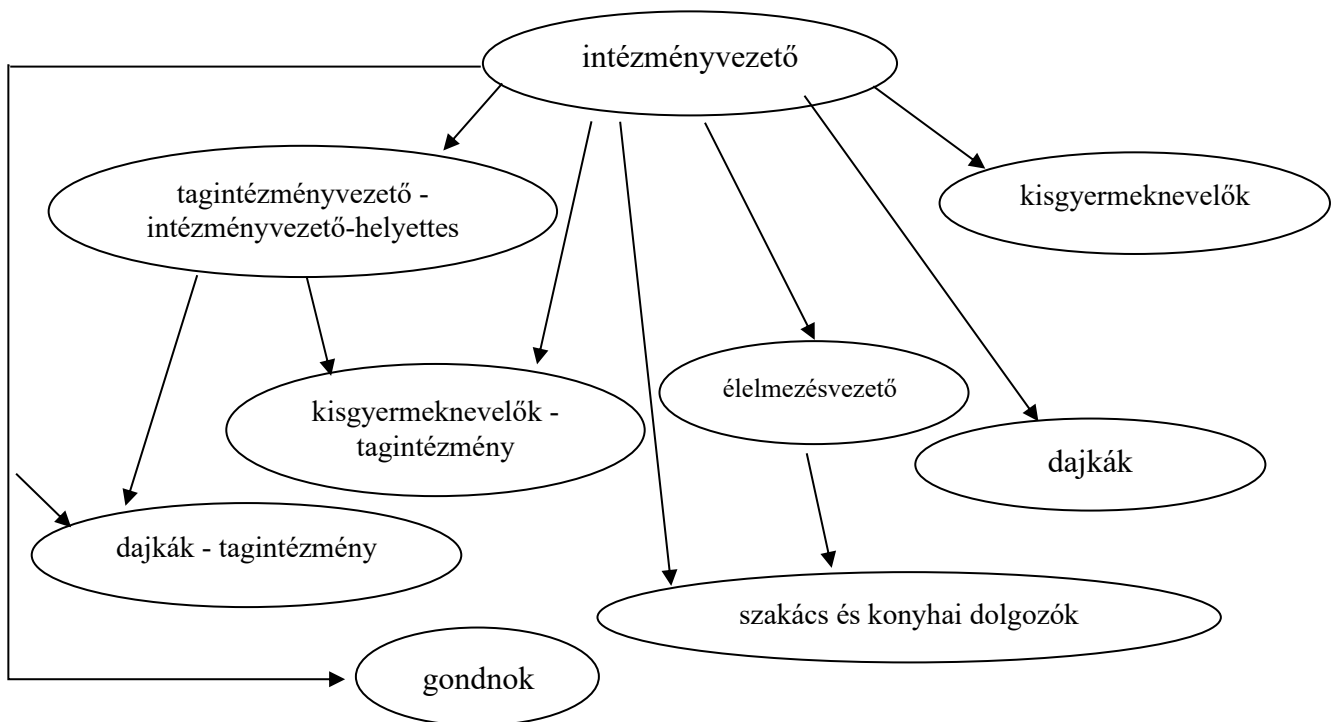 intézményvezető
tagintézményvezető -
intézményvezető-helyettes
kisgyermeknevelők
kisgyermeknevelők -
tagintézmény
élelmezésvezető
dajkák
dajkák - tagintézmény
szakács és konyhai dolgozók
gondnok